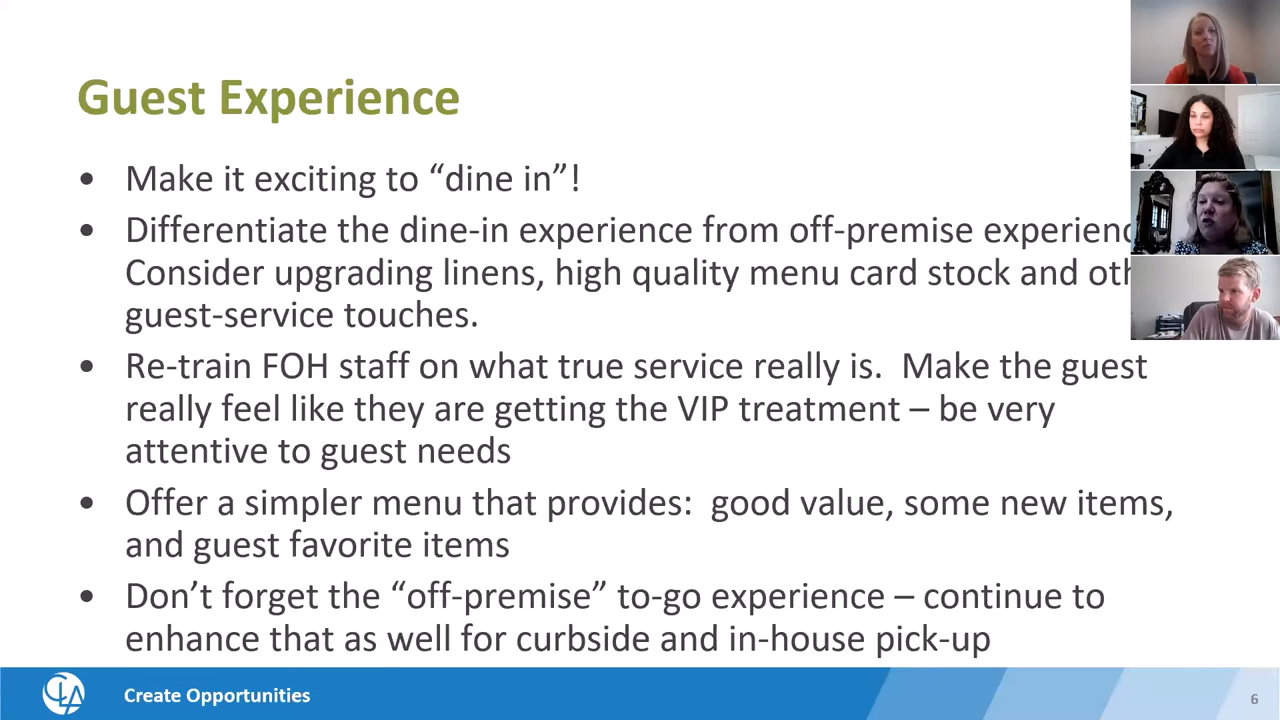 Guest Experience
• Make it exciting to “dine in”!
• Differentiate the dine-in experience from off-premise
Consider upgrading linens, high quality menu card stock and
guest-service touches.
• Re-train FOH staff on what true service really is.  Make the guest
really feel like they are getting the VIP treatment – be very
attentive to guest needs
• Offer a simpler menu that provides:  good value, some new items,
and guest favorite items
• Don’t forget the “off-premise” to-go experience – continue to
enhance that as well for curbside and in-house pick-up
CLA
Create Opportunities
6